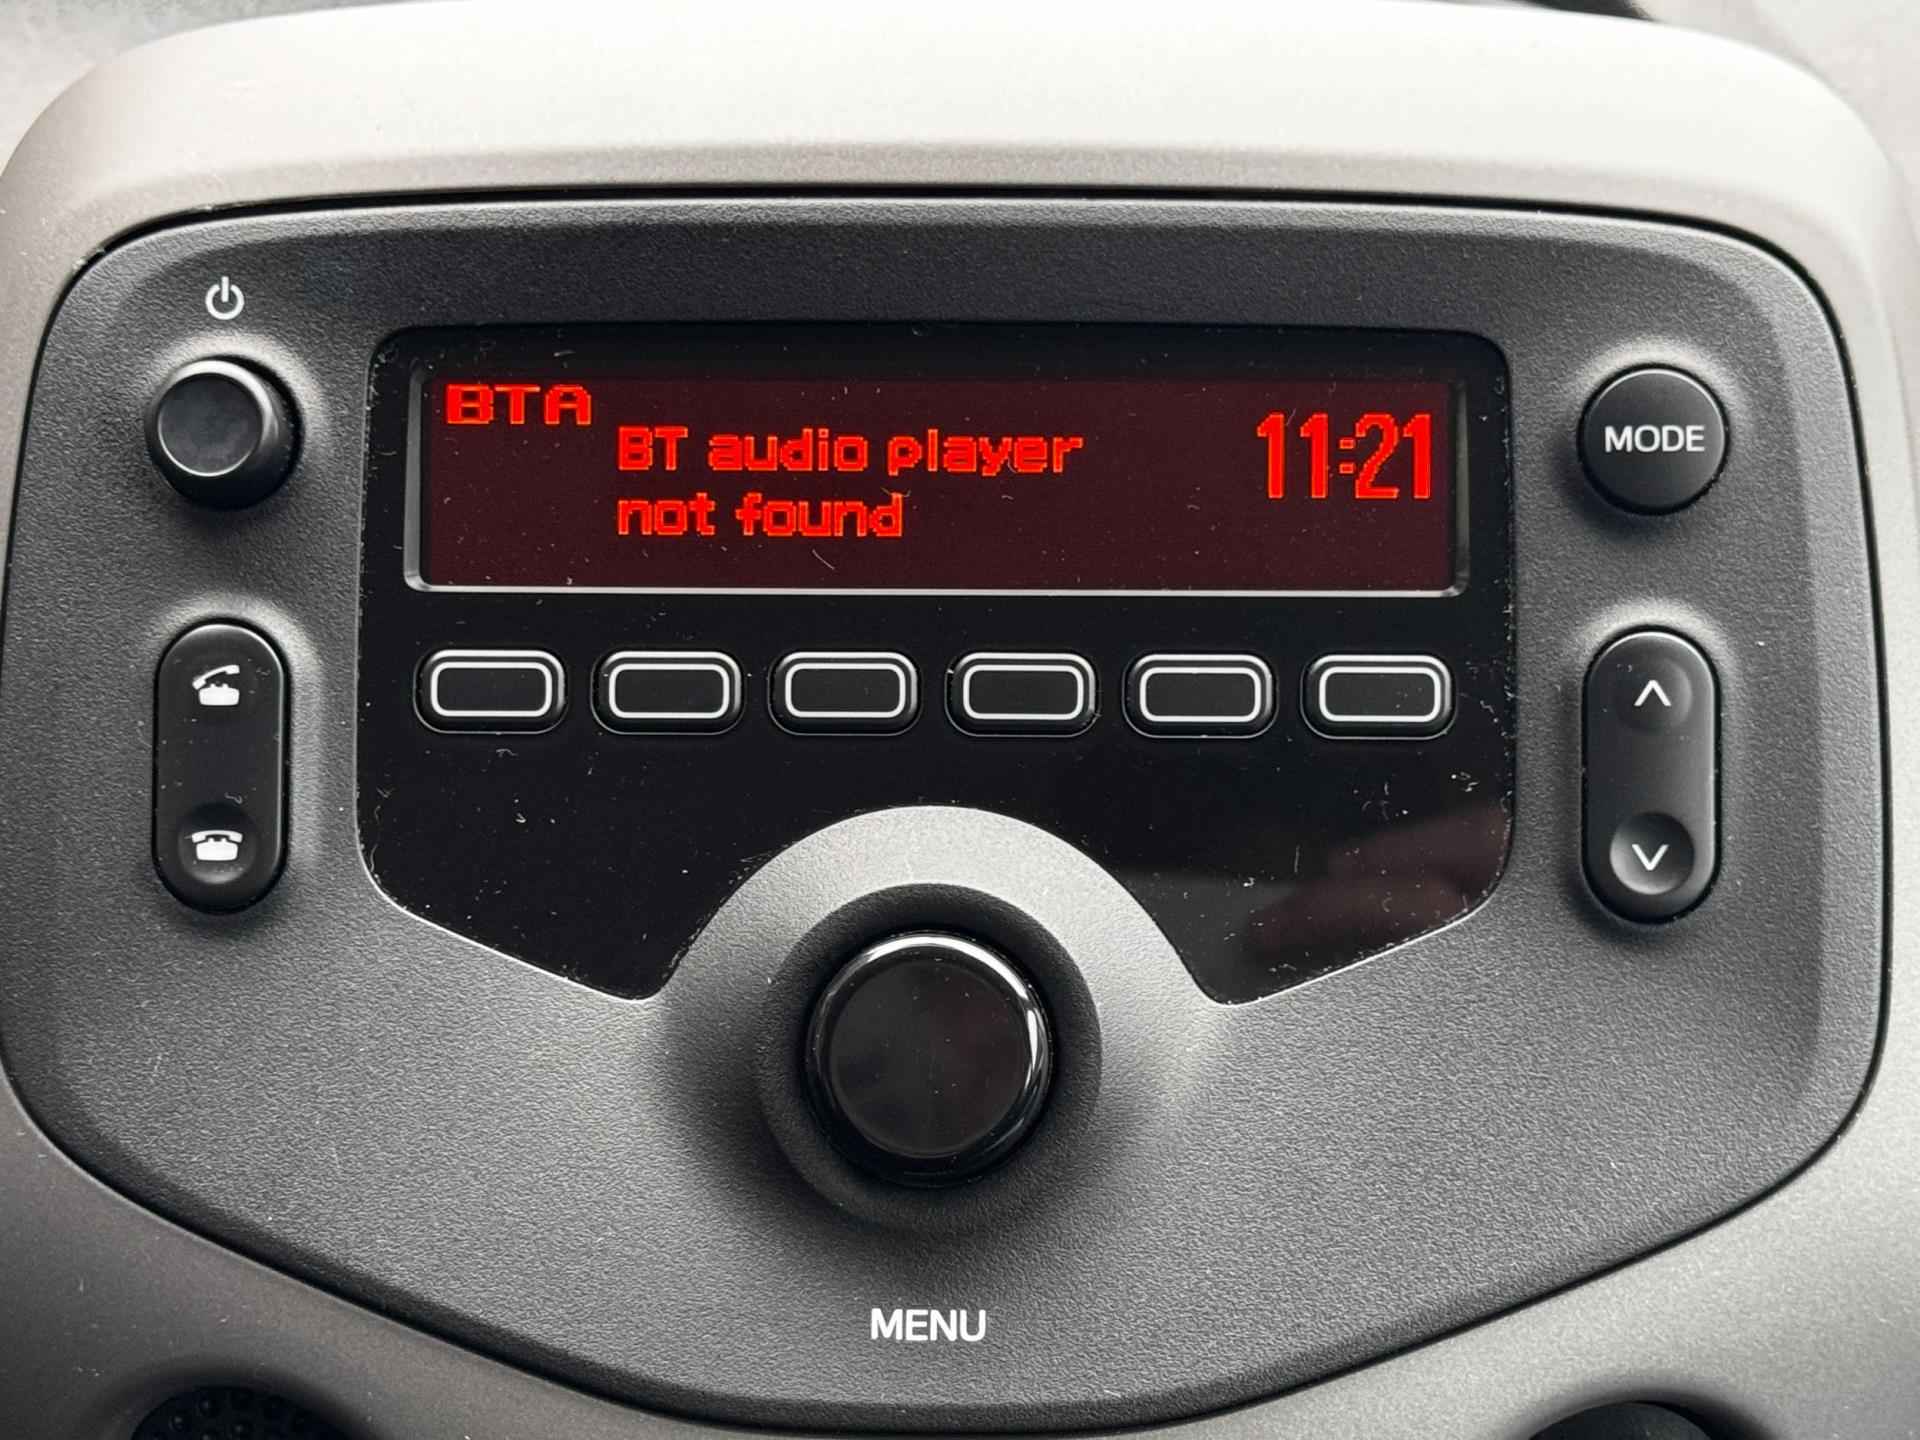 BTA
BT audio player
not found
11:21
MODE
MENU